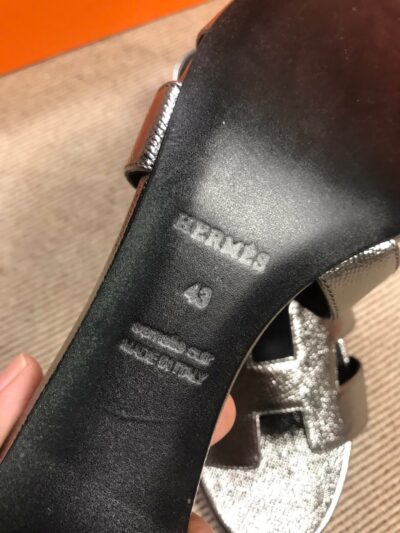 HERMÈS
43
semelle cuir
MADE IN ITALY